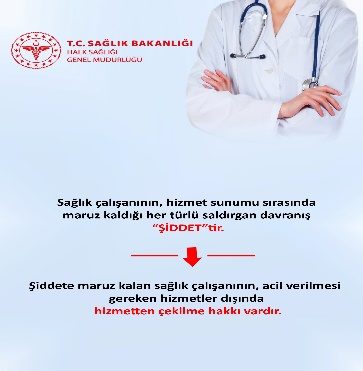 T.C. SAĞLIK BAKANLIĞI
HALK SAĞLIĞI
GENEL MÜDÜRLÜĞÜ
Sağlık çalışanının, hizmet sunumu sırasında
maruz kaldığı her türlü saldırgan davranış
“ŞİDDET”tir.
Şiddete maruz kalan sağlık çalışanının, acil verilmesi
gereken hizmetler dışında
hizmetten çekilme hakkı vardır.